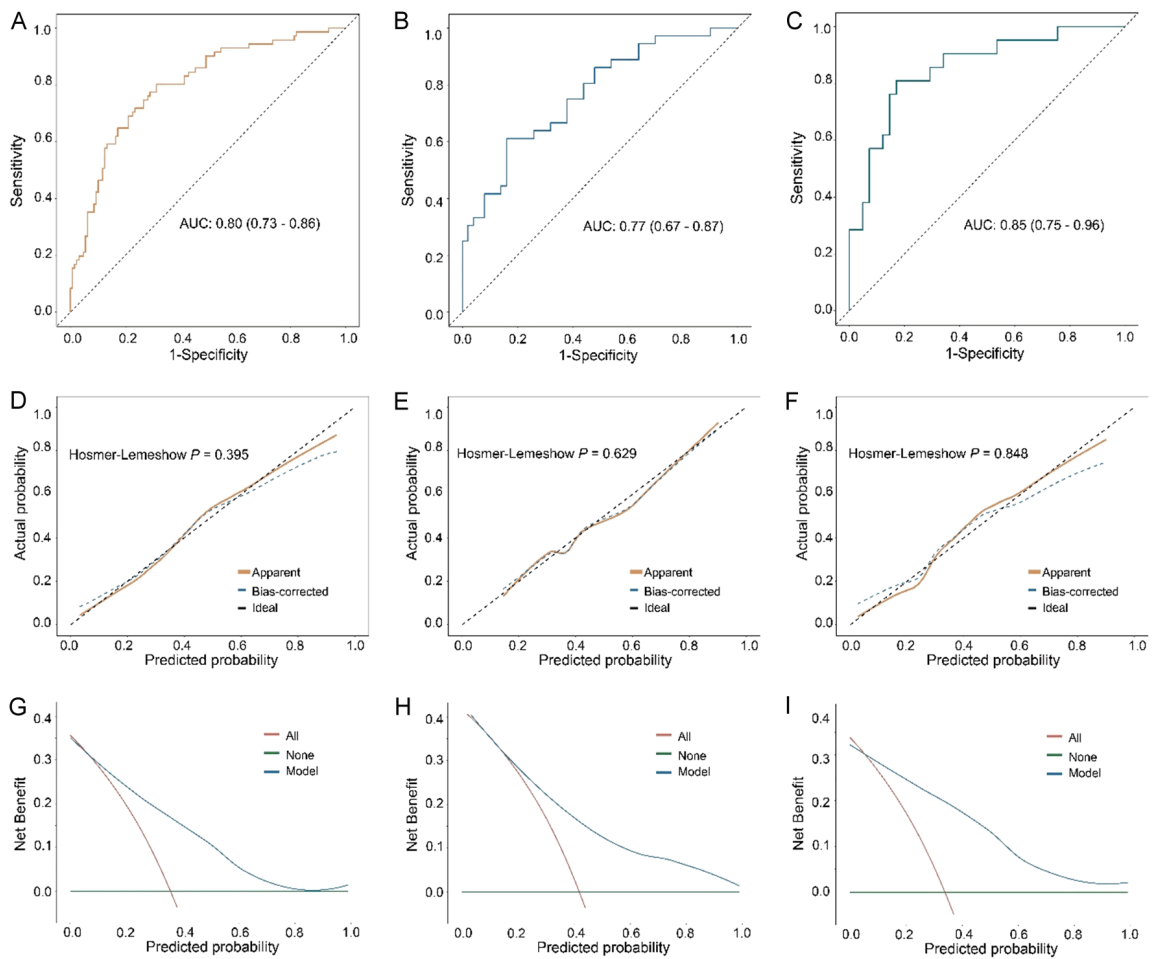 A
1.0
0.8
0.6
0.4
0.2
0.0
Sensitivity
AUC: 0.80 (0.73 - 0.86)
0.0 0.2 0.4 0.6 0.8 1.0
1-Specificity
B
1.0
0.8
0.6
0.4
0.2
0.0
Sensitivity
AUC: 0.77 (0.67 - 0.87)
0.0 0.2 0.4 0.6 0.8 1.0
1-Specificity
C
1.0
0.8
0.6
0.4
0.2
0.0
Sensitivity
AUC: 0.85 (0.75 - 0.96)
0.0 0.2 0.4 0.6 0.8 1.0
1-Specificity
D
1.0
0.8
0.6
0.4
0.2
0.0
Actual probability
Hosmer-Lemeshow P = 0.395
Apparent
Bias-corrected
Ideal
0.0 0.2 0.4 0.6 0.8 1.0
Predicted probability
E
1.0
0.8
0.6
0.4
0.2
0.0
Actual probability
Hosmer-Lemeshow P = 0.629
Apparent
Bias-corrected
Ideal
0.0 0.2 0.4 0.6 0.8 1.0
Predicted probability
F
1.0
0.8
0.6
0.4
0.2
0.0
Actual probability
Hosmer-Lemeshow P = 0.848
Apparent
Bias-corrected
Ideal
0.0 0.2 0.4 0.6 0.8 1.0
Predicted probability
G
0.4
0.3
0.2
0.1
0.0
Net Benefit
All
None
Model
0.0 0.2 0.4 0.6 0.8 1.0
Predicted probability
H
0.4
0.3
0.2
0.1
0.0
Net Benefit
All
None
Model
0.0 0.2 0.4 0.6 0.8 1.0
Predicted probability
I
0.4
0.3
0.2
0.1
0.0
Net Benefit
All
None
Model
0.0 0.2 0.4 0.6 0.8 1.0
Predicted probability